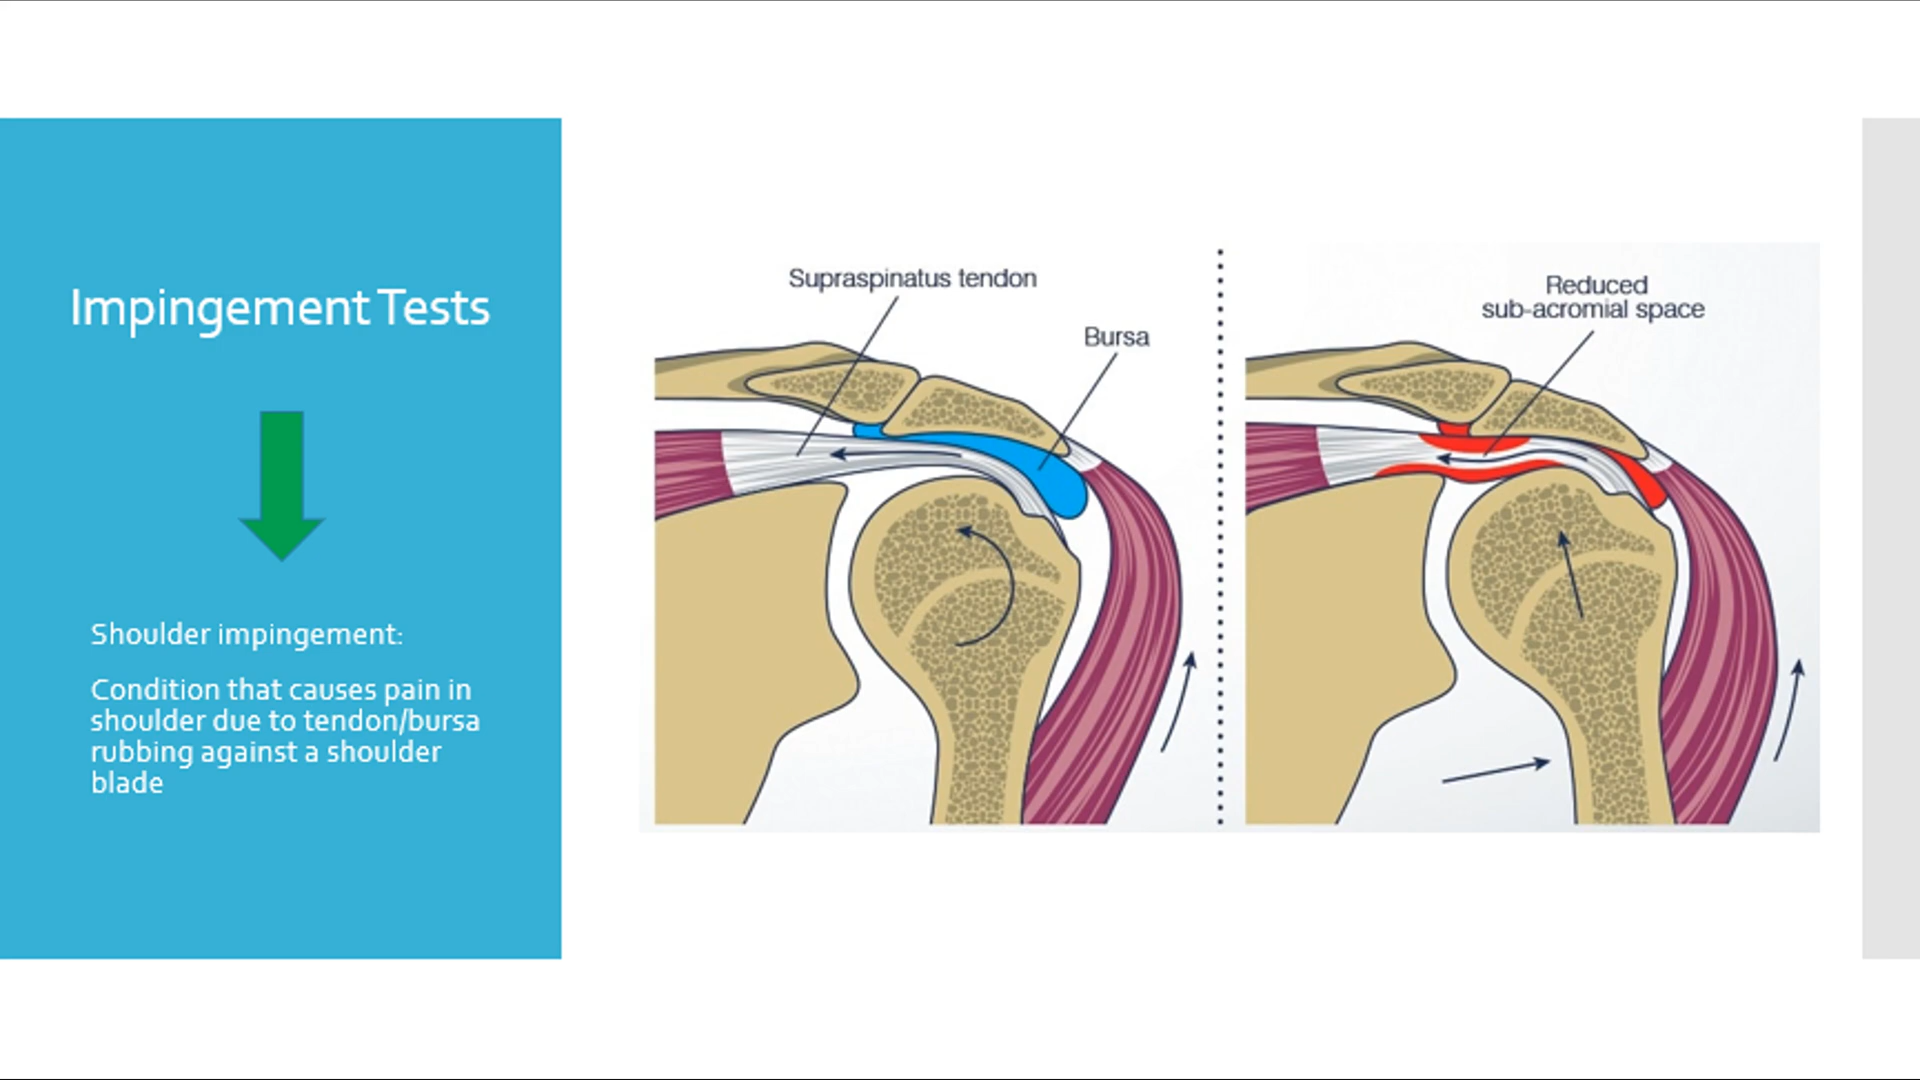 Impingement Tests
Shoulder impingement:
Condition that causes pain in
shoulder due to tendon/bursa
rubbing against a shoulder
blade
Supraspinatus tendon
Bursa
Reduced
sub-acromial space